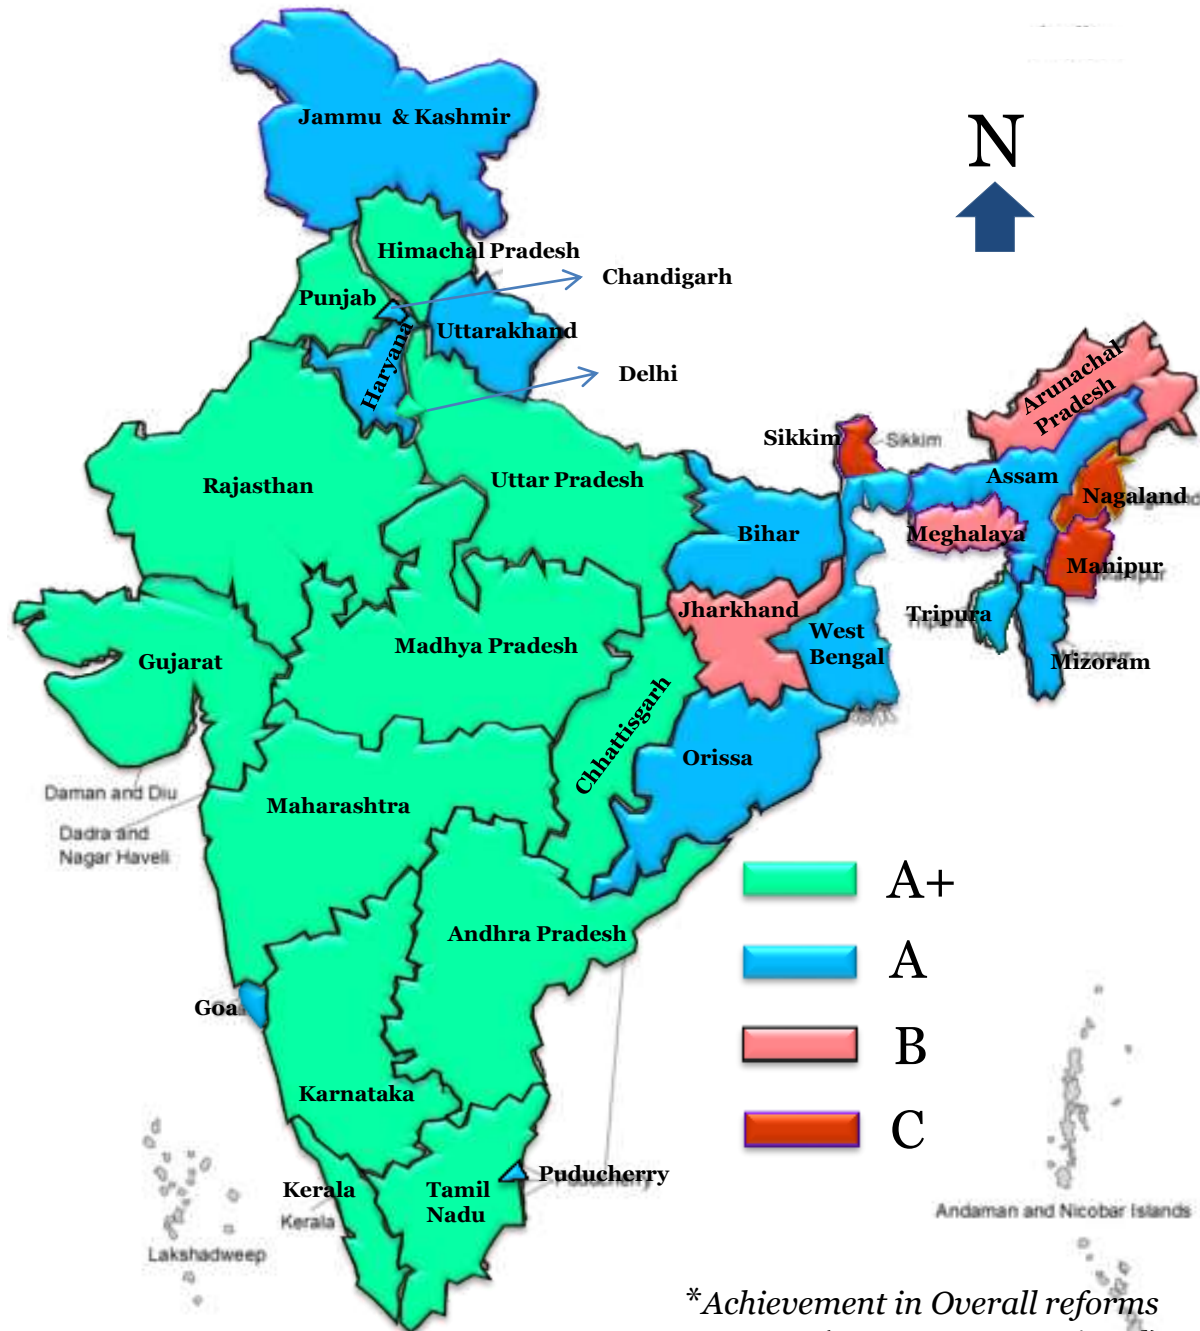 Jammu & Kashmir
N
Himachal Pradesh
Chandigarh
Punjab
Uttarakhand
Haryana
Delhi
Arunachal
Pradesh
Sikkim
Sikkim
Rajasthan
Uttar Pradesh
Assam
Nagaland
Bihar
Meghalaya
Manipur
Jharkhand
Tripura
West
Bengal
Madhya Pradesh
Gujarat
Mizoram
Chhattisgarh
Orissa
Daman and Diu
Maharashtra
Dadra and
Nagar Haveli
A+
Andhra Pradesh
A
Goa
B
Karnataka
C
Puducherry
Kerala
Tamil
Nadu
Kerala
Andaman and Nicobar Islands
Lakshadweep
*Achievement in Overall reforms